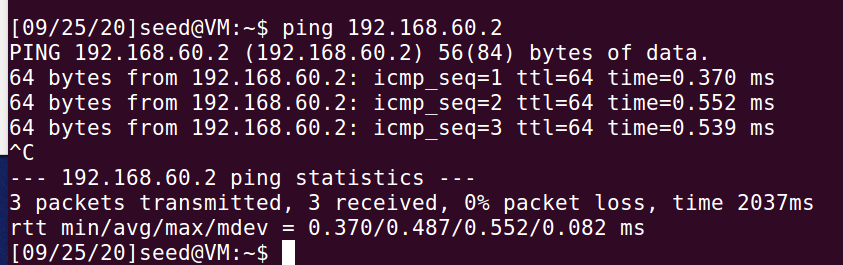 [09/25/20]seed@VM:~$ ping 192.168.60.2
PING 192.168.60.2 (192.168.60.2) 56(84) bytes of data.
64 bytes from 192.168.60.2: icmp_seq=1 ttl=64 time=0.370 ms
64 bytes from 192.168.60.2: icmp_seq=2 ttl=64 time=0.552 ms
64 bytes from 192.168.60.2: icmp_seq=3 ttl=64 time=0.539 ms
^C
--- 192.168.60.2 ping statistics ---
3 packets transmitted, 3 received, 0% packet loss, time 2037ms
rtt min/avg/max/mdev = 0.370/0.487/0.552/0.082 ms
[09/25/20]seed@VM:~$